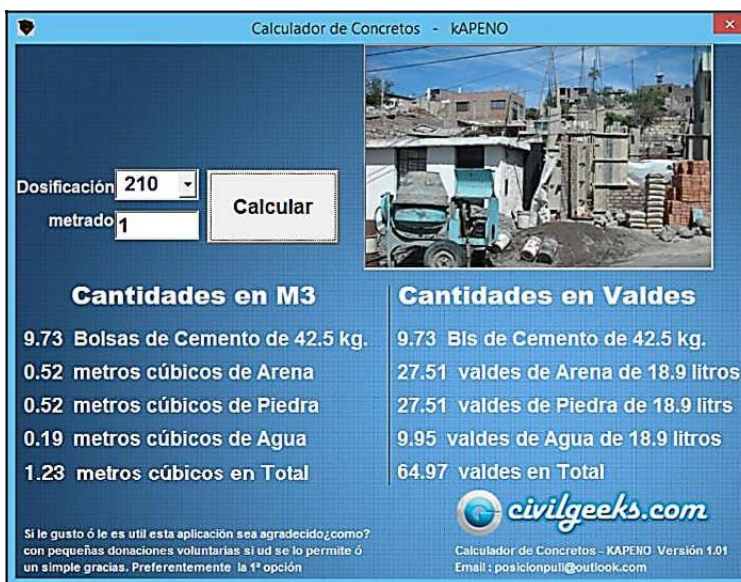 Calculador de Concretos - kAPENO
Dosificación 210
metrado 1
Calcular
Cantidades en M3
9.73 Bolsas de Cemento de 42.5 kg.
0.52 metros cúbicos de Arena
0.52 metros cúbicos de Piedra
0.19 metros cúbicos de Agua
1.23 metros cúbicos en Total
Cantidades en Valdes
9.73 Bls de Cemento de 42.5 kg.
27.51 valdes de Arena de 18.9 litros
27.51 valdes de Piedra de 18.9 litrs
9.95 valdes de Agua de 18.9 litros
64.97 valdes en Total
civilgeeks.com
Si le gusto ó le es util esta aplicación sea agradecido¿como?
con pequeñas donaciones voluntarias si ud se lo permite ó
un simple gracias. Preferentemente la 1ª opción
Calculador de Concretos - KAPENO Versión 1.01
Email : posicionpull@outlook.com